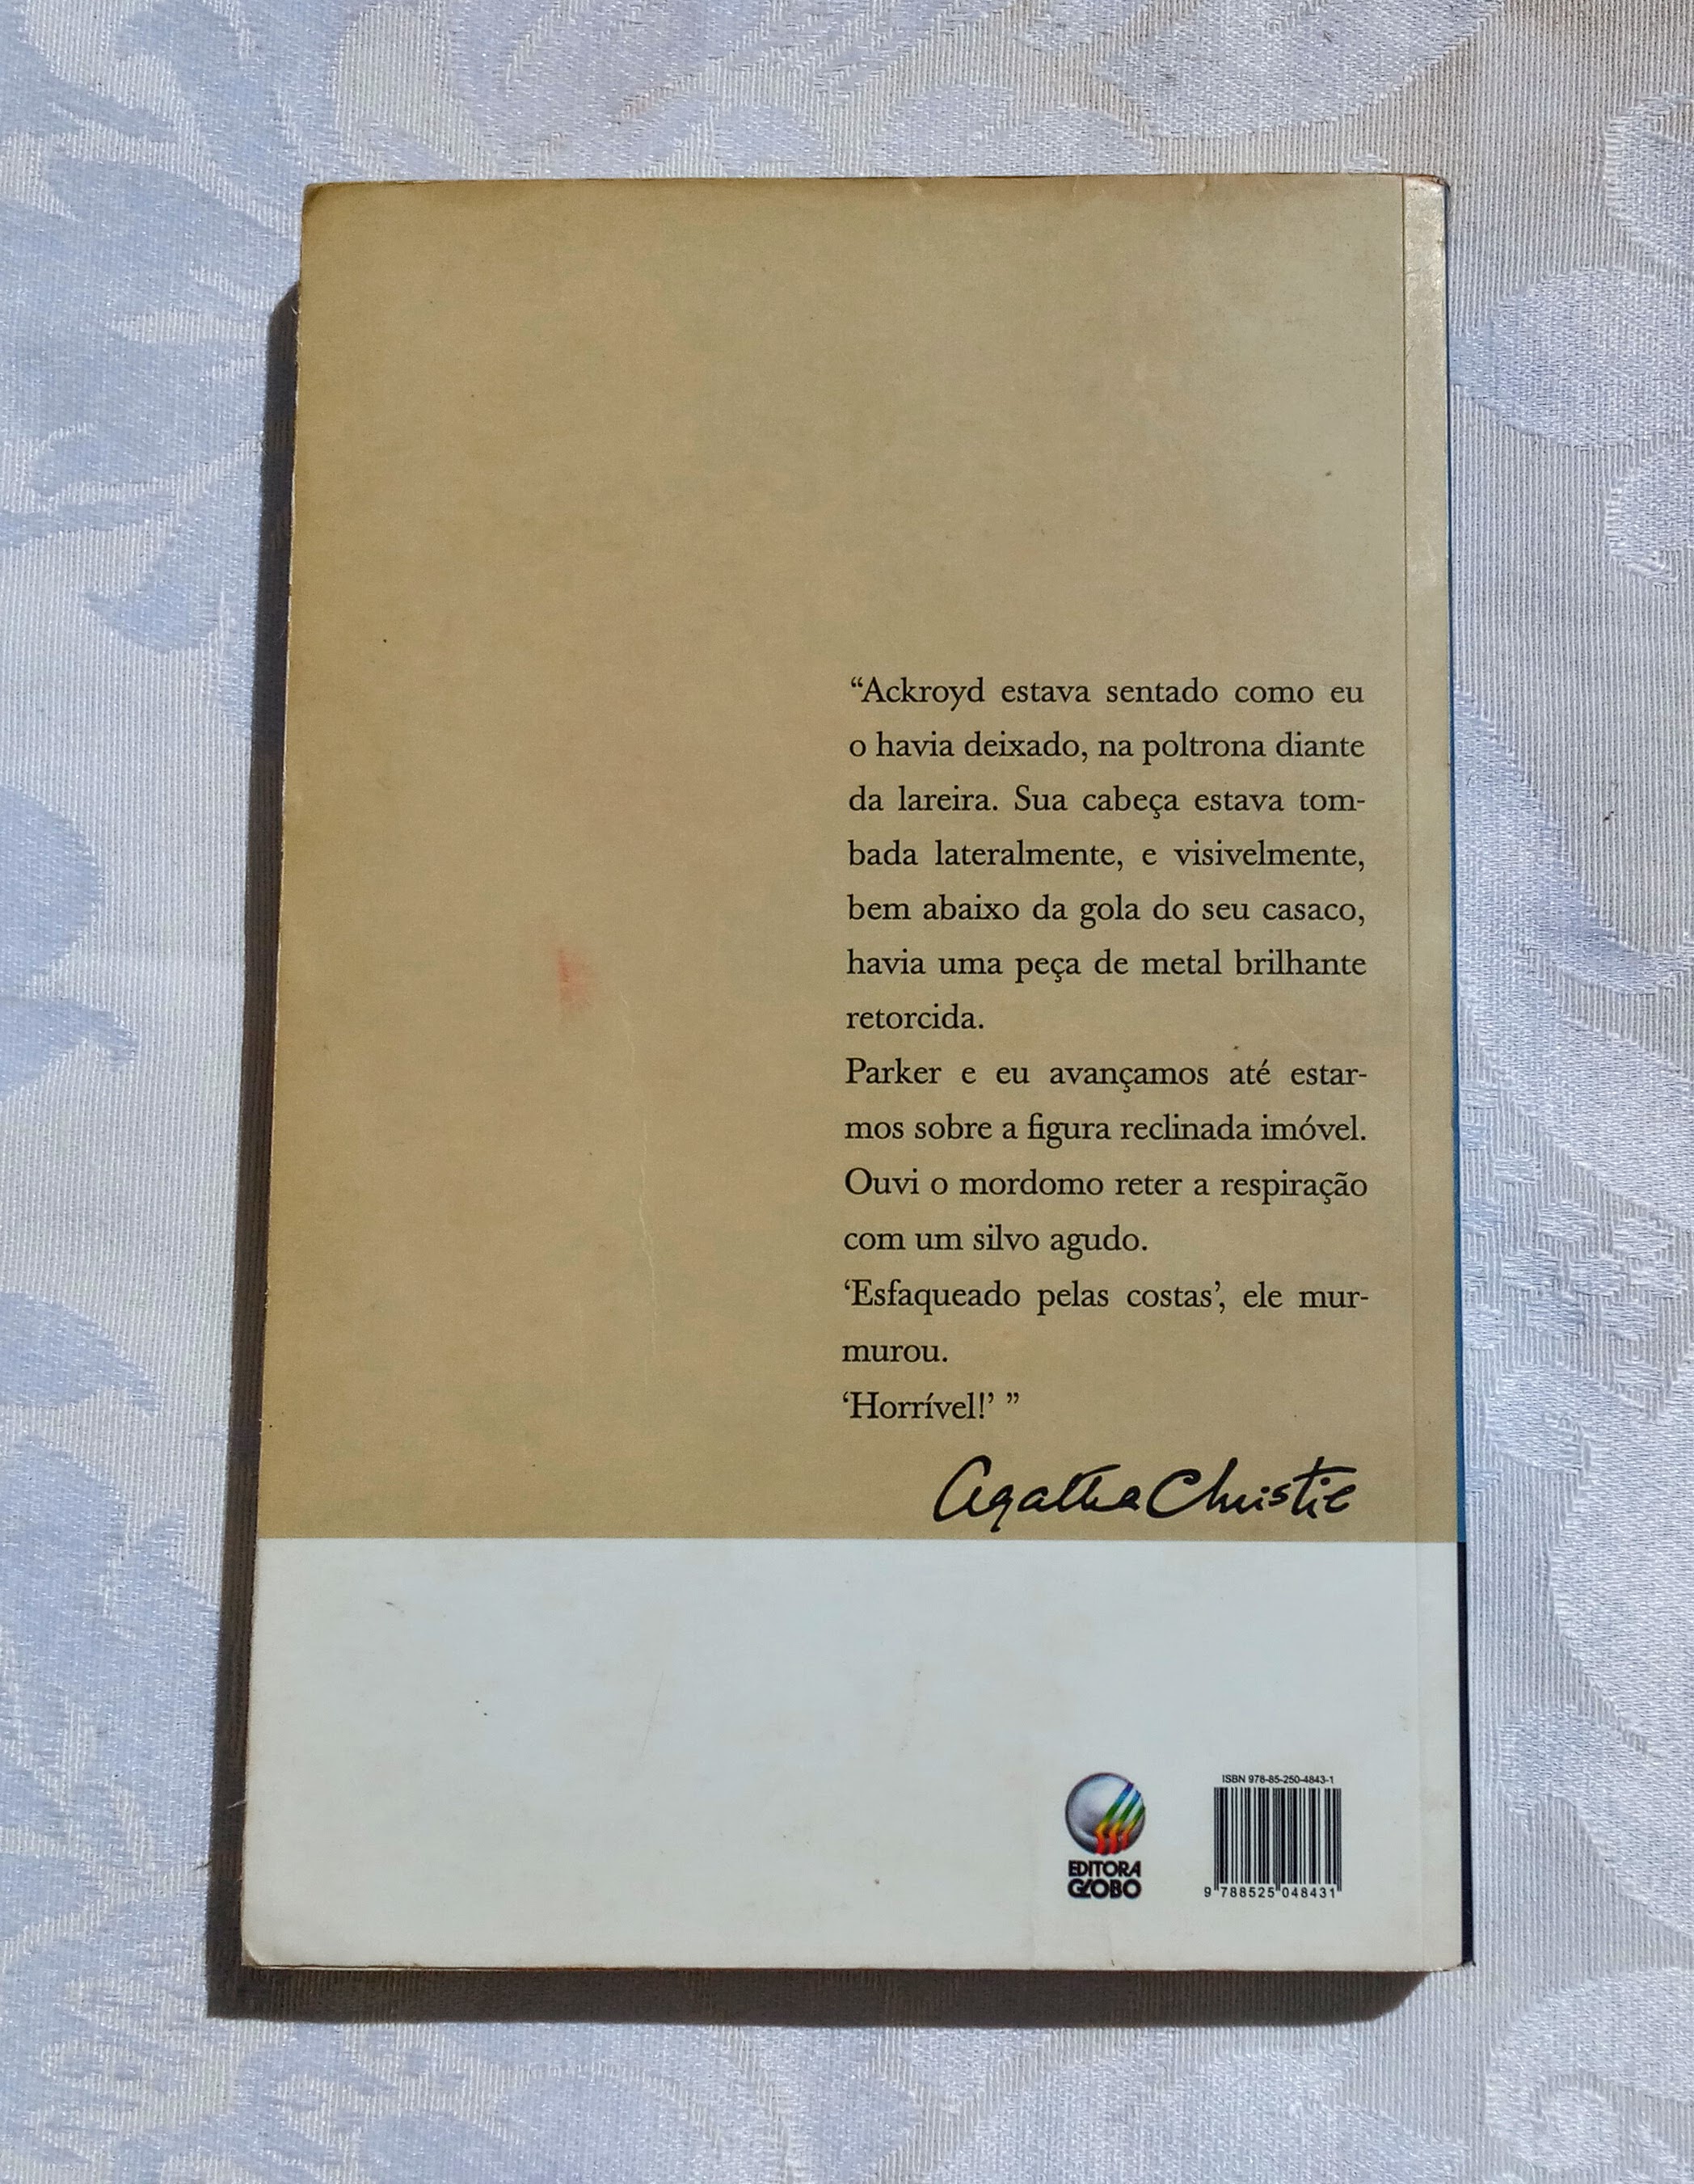 “Ackroyd estava sentado como eu
o havia deixado, na poltrona diante
da lareira. Sua cabeça estava tom-
bada lateralmente, e visivelmente,
bem abaixo da gola do seu casaco,
havia uma peça de metal brilhante
retorcida.
Parker e eu avançamos até estar-
mos sobre a figura reclinada imóvel.
Ouvi o mordomo reter a respiração
com um silvo agudo.
‘Esfaqueado pelas costas’, ele mur-
murou.
‘Horrível!’ ”
Agatha Christie
EDITORA
GLOBO
ISBN 978-85-250-4843-1
9 788525 048431